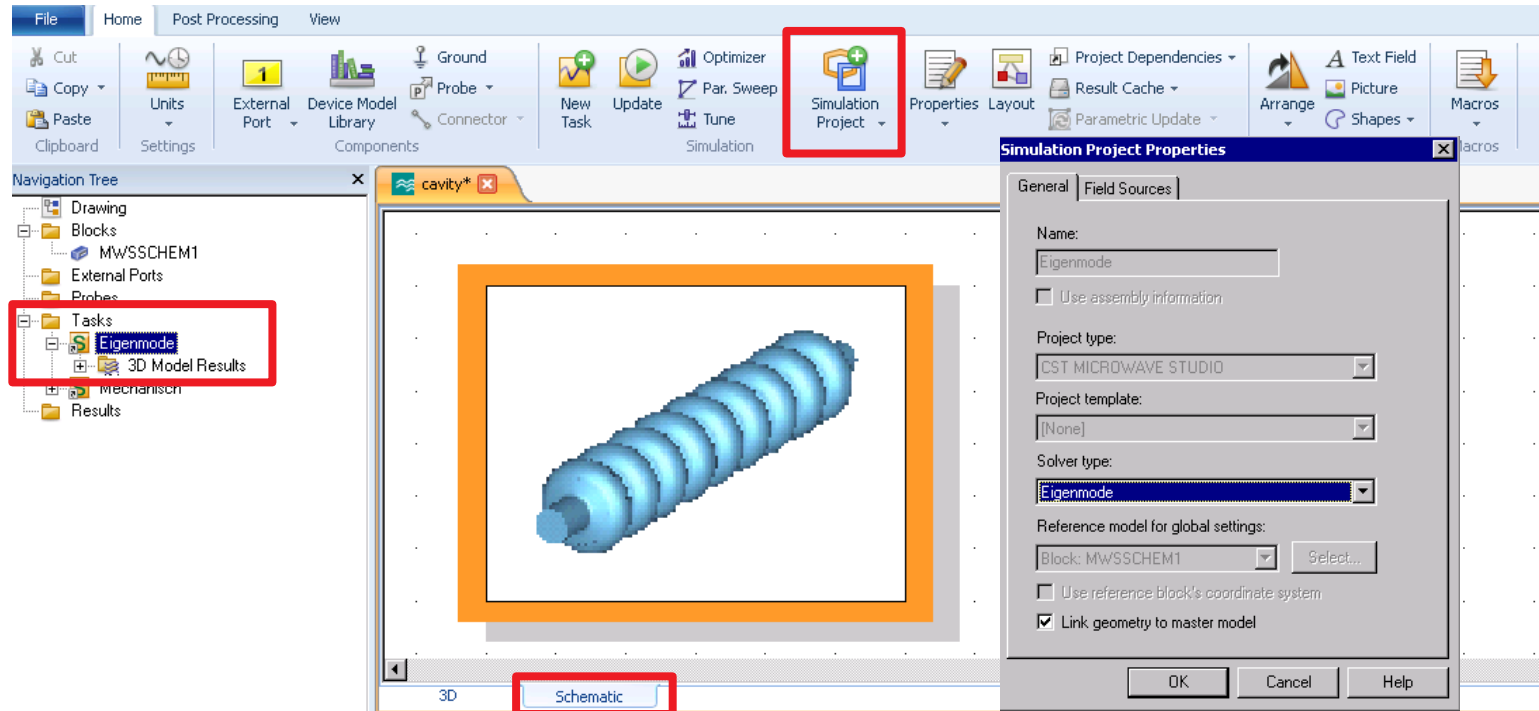 File Home Post Processing View
Cut
Copy
Paste
Clipboard
Units
Settings
1
External Port
Device Model Library
Ground
Probe
Connector
Components
New Task
Update
Optimizer
Par. Sweep
Tune
Simulation
Simulation Project
Properties
Layout
Project Dependencies
Result Cache
Parametric Update
Arrange
A Text Field
Picture
Shapes
Macros
Navigation Tree
Drawing
Blocks
MWSSCHEM1
External Ports
Probes
Tasks
S Eigenmode
3D Model Results
S Mechanisch
Results
cavity*
3D Schematic
Simulation Project Properties
General Field Sources
Name:
Eigenmode
Use assembly information
Project type:
CST MICROWAVE STUDIO
Project template:
[None]
Solver type:
Eigenmode
Reference model for global settings:
Block: MWSSCHEM1 Select...
Use reference block's coordinate system
Link geometry to master model
OK Cancel Help